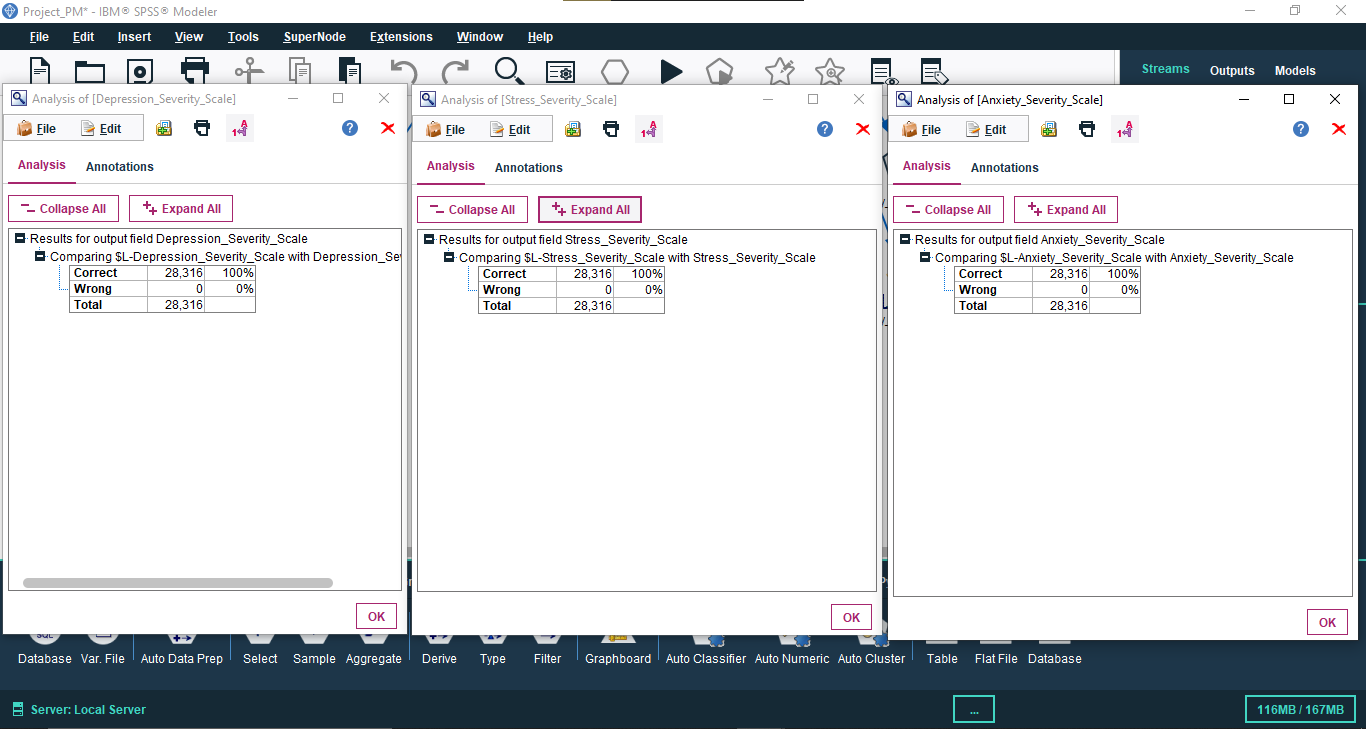 Project_PM* - IBM® SPSS® Modeler
File Edit Insert View Tools SuperNode Extensions Window Help
Streams Outputs Models
Analysis of [Depression_Severity_Scale]
File Edit
Analysis Annotations
Collapse All Expand All
Results for output field Depression_Severity_Scale
Comparing $L-Depression_Severity_Scale with Depression_Se
Correct 28,316 100%
Wrong 0 0%
Total 28,316
OK
Analysis of [Stress_Severity_Scale]
File Edit
Analysis Annotations
Collapse All Expand All
Results for output field Stress_Severity_Scale
Comparing $L-Stress_Severity_Scale with Stress_Severity_Scale
Correct 28,316 100%
Wrong 0 0%
Total 28,316
OK
Analysis of [Anxiety_Severity_Scale]
File Edit
Analysis Annotations
Collapse All Expand All
Results for output field Anxiety_Severity_Scale
Comparing $L-Anxiety_Severity_Scale with Anxiety_Severity_Scale
Correct 28,316 100%
Wrong 0 0%
Total 28,316
OK
Database Var. File Auto Data Prep Select Sample Aggregate Derive Type Filter Graphboard Auto Classifier Auto Numeric Auto Cluster Table Flat File Database
Server: Local Server
...
116MB / 167MB